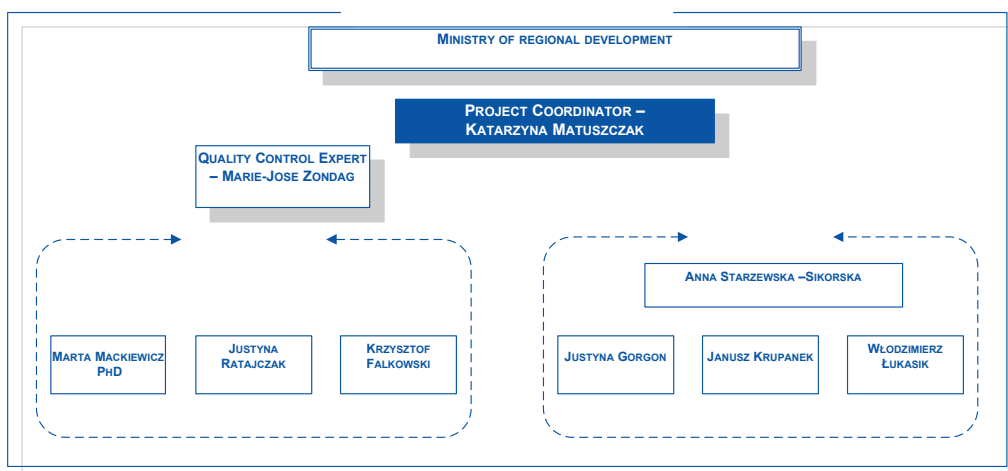 MINISTRY OF REGIONAL DEVELOPMENT
PROJECT COORDINATOR –
KATARZYNA MATUSZCZAK
QUALITY CONTROL EXPERT
– MARIE-JOSE ZONDAG
ANNA STARZEWSKA –SIKORSKA
MARTA MACKIEWICZ
PHD
JUSTYNA
RATAJCZAK
KRZYSZTOF
FALKOWSKI
JUSTYNA GORGON
JANUSZ KRUPANEK
WŁODZIMIERZ
ŁUKASIK